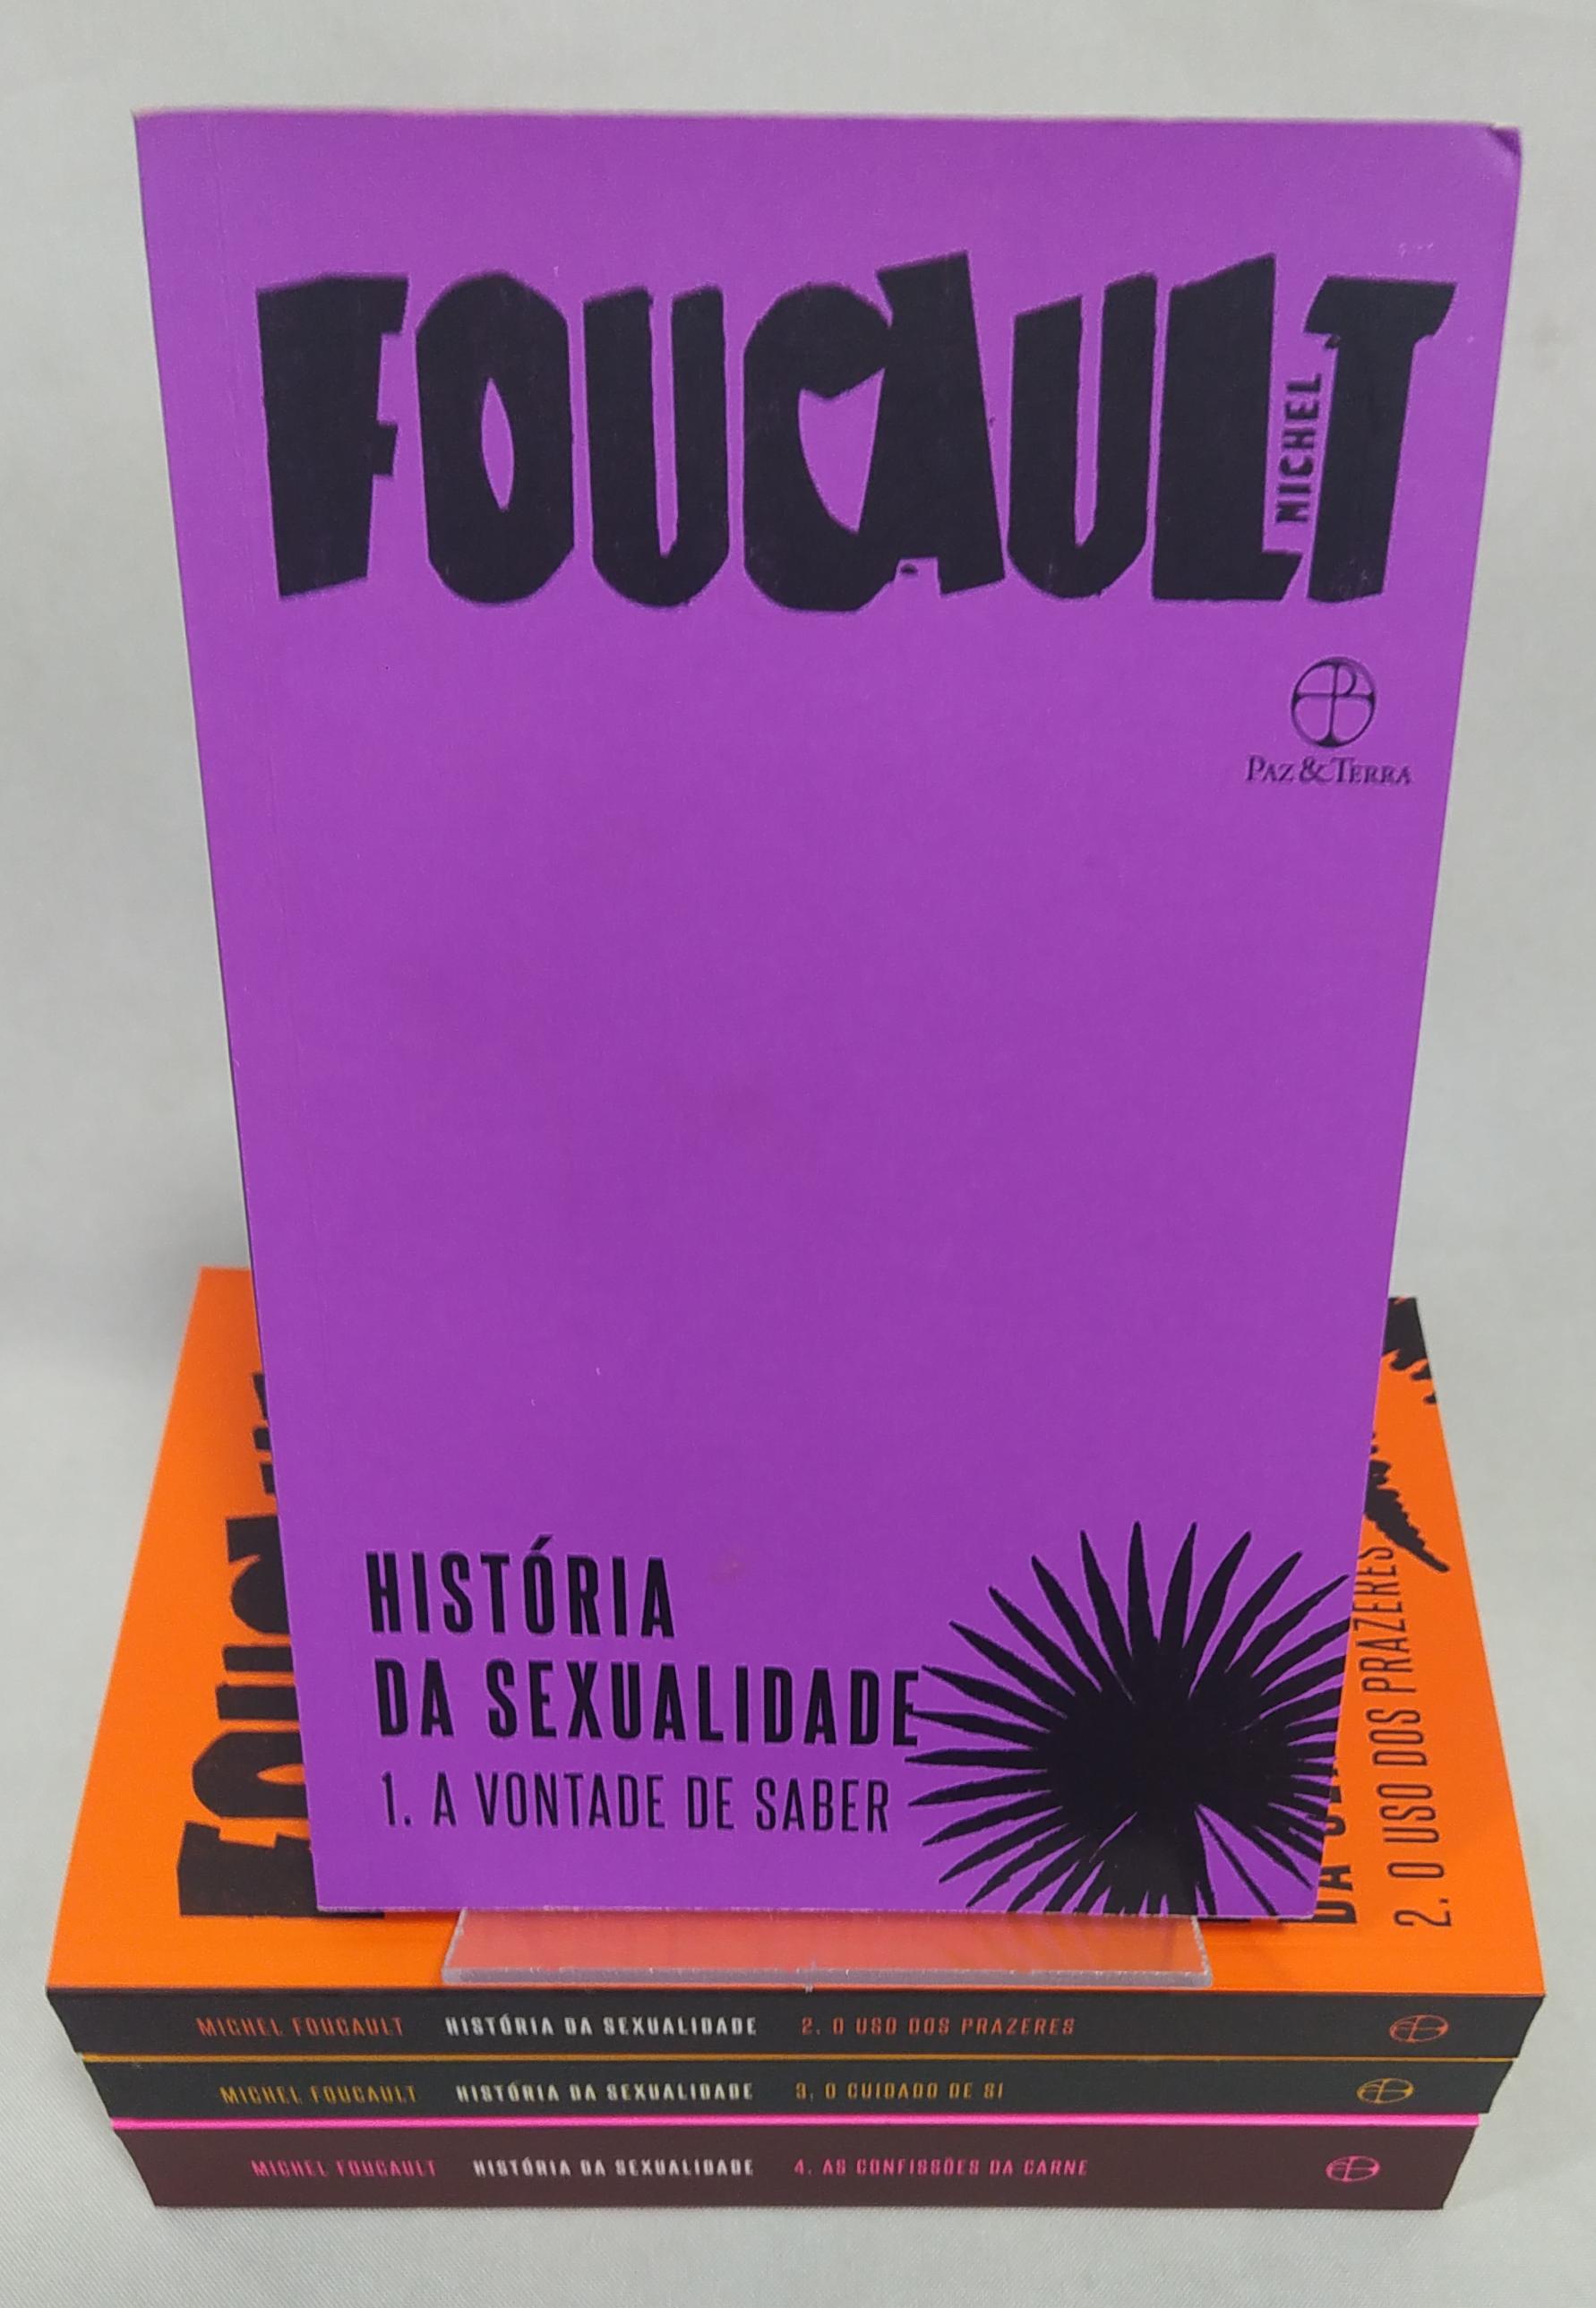 FOUCAULT
MICHEL
PAZ & TERRA
HISTÓRIA
DA SEXUALIDADE
1. A VONTADE DE SABER
2. O USO DOS PRAZERES
MICHEL FOUCAULT HISTÓRIA DA SEXUALIDADE 2. O USO DOS PRAZERES
MICHEL FOUCAULT HISTÓRIA DA SEXUALIDADE 3. O CUIDADO DE SI
MICHEL FOUCAULT HISTÓRIA DA SEXUALIDADE 4. AS CONFISSÕES DA CARNE